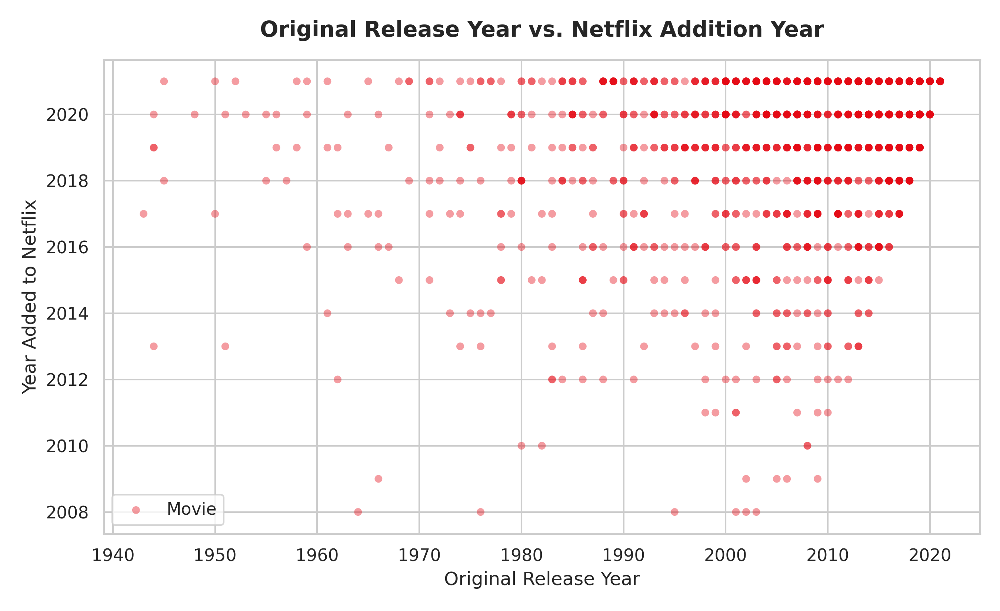 Original Release Year vs. Netflix Addition Year
Year Added to Netflix
2020
2018
2016
2014
2012
2010
2008
Movie
1940 1950 1960 1970 1980 1990 2000 2010 2020
Original Release Year